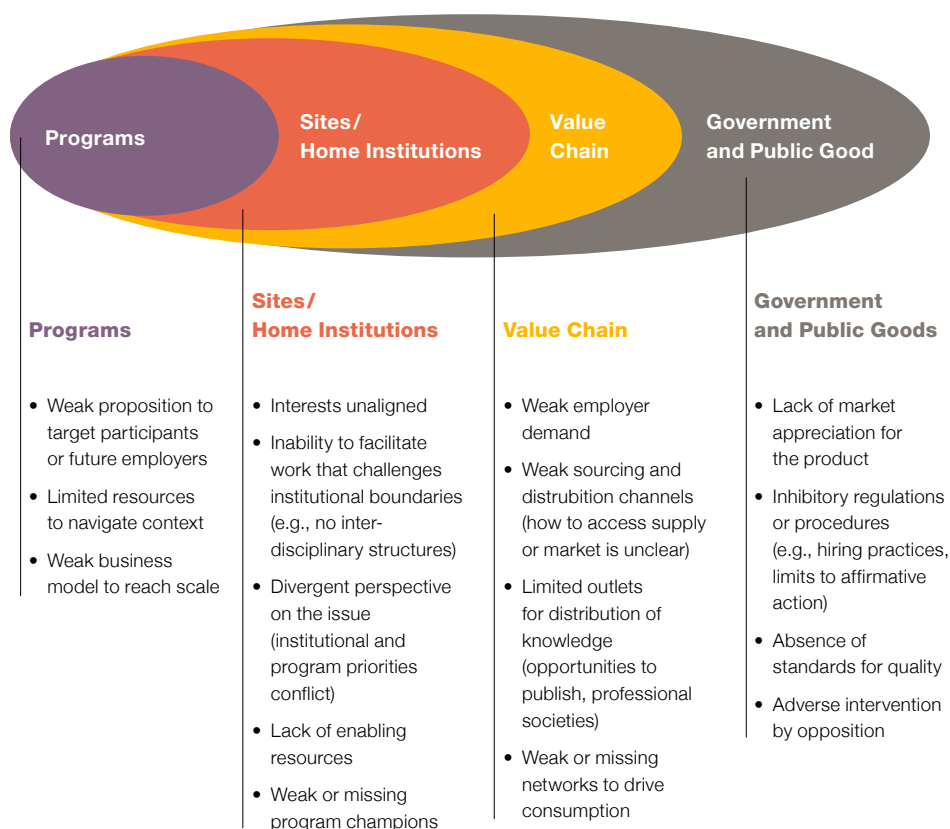 Programs
Sites/
Home Institutions
Value
Chain
Government
and Public Good
Programs
• Weak proposition to
target participants
or future employers
• Limited resources
to navigate context
• Weak business
model to reach scale
Sites/
Home Institutions
• Interests unaligned
• Inability to facilitate
work that challenges
institutional boundaries
(e.g., no inter-
disciplinary structures)
• Divergent perspective
on the issue
(institutional and
program priorities
conflict)
• Lack of enabling
resources
• Weak or missing
program champions
Value Chain
• Weak employer
demand
• Weak sourcing and
distrubition channels
(how to access supply
or market is unclear)
• Limited outlets
for distribution of
knowledge
(opportunities to
publish, professional
societies)
• Weak or missing
networks to drive
consumption
Government
and Public Goods
• Lack of market
appreciation for
the product
• Inhibitory regulations
or procedures
(e.g., hiring practices,
limits to affirmative
action)
• Absence of
standards for quality
• Adverse intervention
by opposition